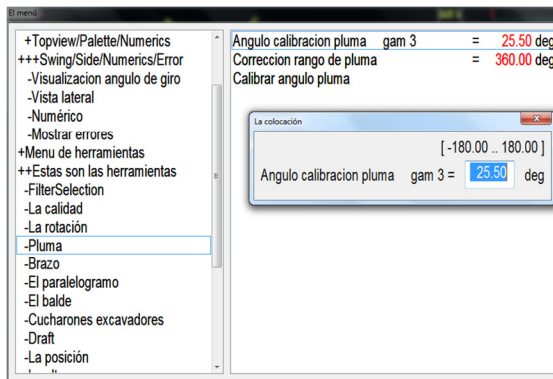 El menú
+Topview/Palette/Numerics
+++Swing/Side/Numerics/Error
-Visualizacion angulo de giro
-Vista lateral
-Numérico
-Mostrar errores
+Menu de herramientas
++Estas son las herramientas
-FilterSelection
-La calidad
-La rotación
-Pluma
-Brazo
-El paralelogramo
-El balde
-Cucharones excavadores
-Draft
-La posición
Angulo calibracion pluma gam 3 = 25.50 deg
Correccion rango de pluma = 360.00 deg
Calibrar angulo pluma
La colocación
[ -180.00 .. 180.00 ]
Angulo calibracion pluma gam 3 = 25.50 deg